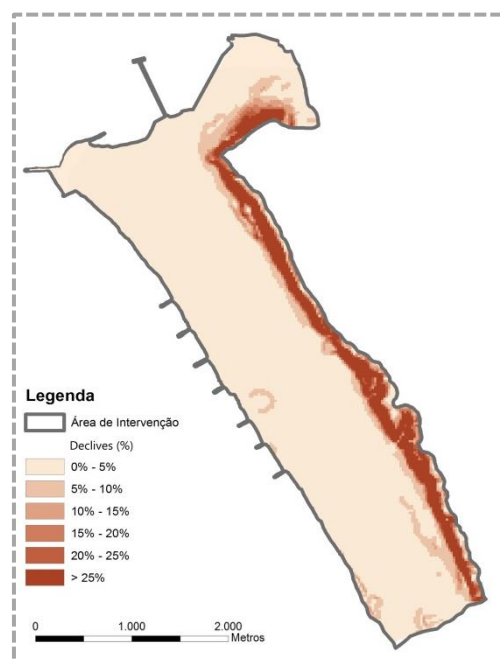 Legenda
Área de Intervenção
Declives (%)
0% - 5%
5% - 10%
10% - 15%
15% - 20%
20% - 25%
> 25%
0 1.000 2.000
Metros